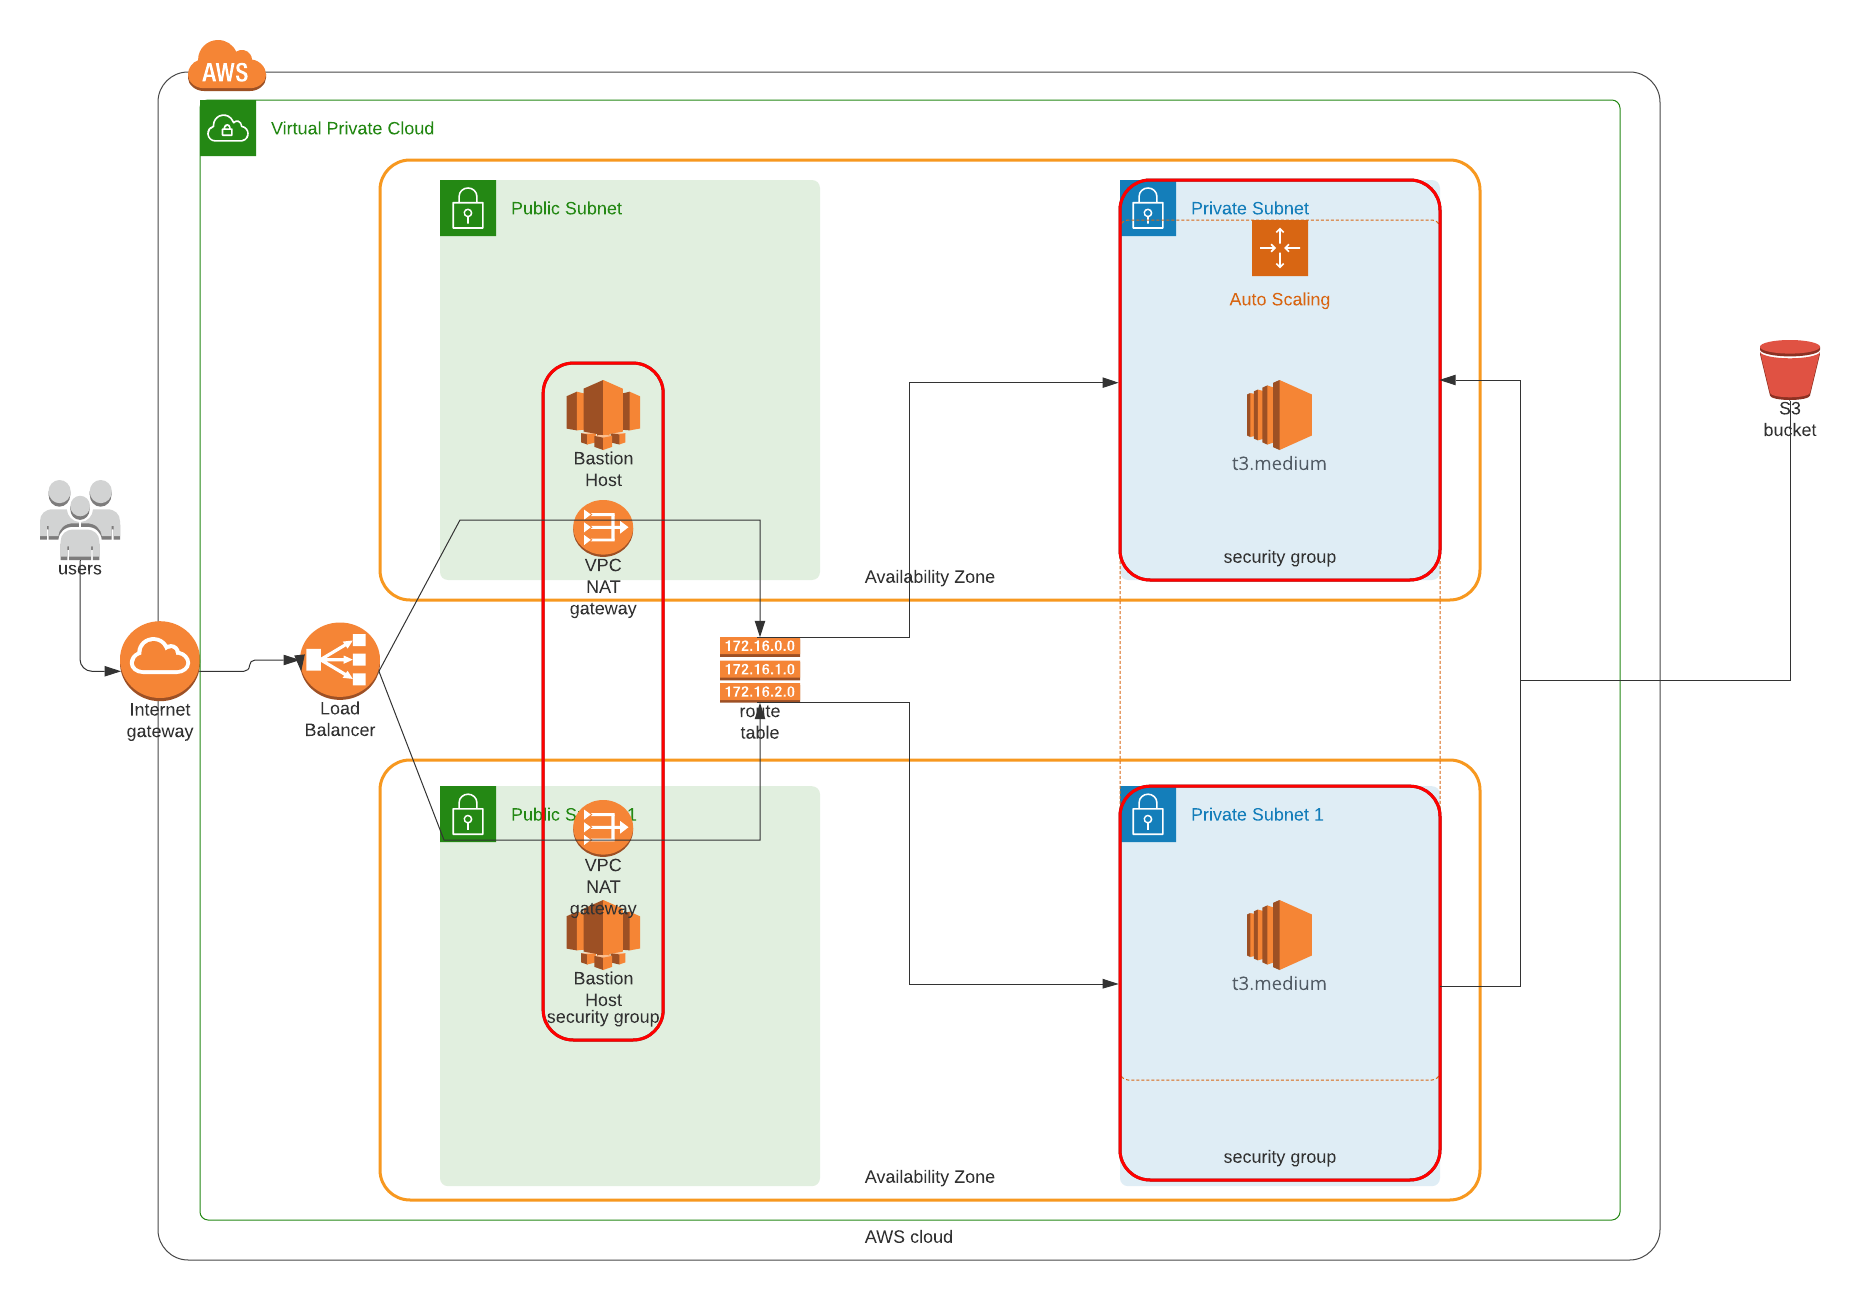 AWS
Virtual Private Cloud
Public Subnet
Private Subnet
Auto Scaling
Bastion
Host
t3.medium
VPC
NAT
gateway
security group
Availability Zone
S3
bucket
users
Internet
gateway
Load
Balancer
172.16.0.0
172.16.1.0
172.16.2.0
route
table
Public S 1
VPC
NAT
gateway
Bastion
Host
security group
Private Subnet 1
t3.medium
security group
Availability Zone
AWS cloud